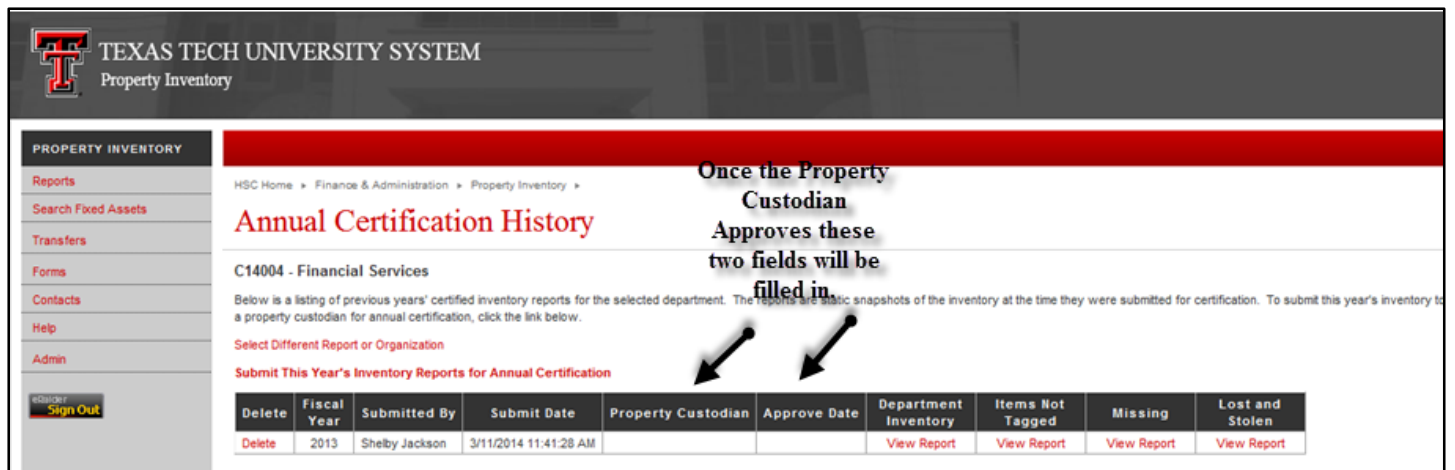 TEXAS TECH UNIVERSITY SYSTEM
Property Inventory
PROPERTY INVENTORY
Reports
Search Fixed Assets
Transfers
Forms
Contacts
Help
Admin
eRaider
Sign Out
HSC Home ▸ Finance & Administration ▸ Property Inventory ▸
Annual Certification History
Once the Property
Custodian
Approves these
two fields will be
filled in.
C14004 - Financial Services
Below is a listing of previous years' certified inventory reports for the selected department. The reports are static snapshots of the inventory at the time they were submitted for certification. To submit this year's inventory to
a property custodian for annual certification, click the link below.
Select Different Report or Organization
Submit This Year's Inventory Reports for Annual Certification
Delete Fiscal Year Submitted By Submit Date Property Custodian Approve Date Department Inventory Items Not Tagged Missing Lost and Stolen
Delete 2013 Shelby Jackson 3/11/2014 11:41:28 AM View Report View Report View Report View Report